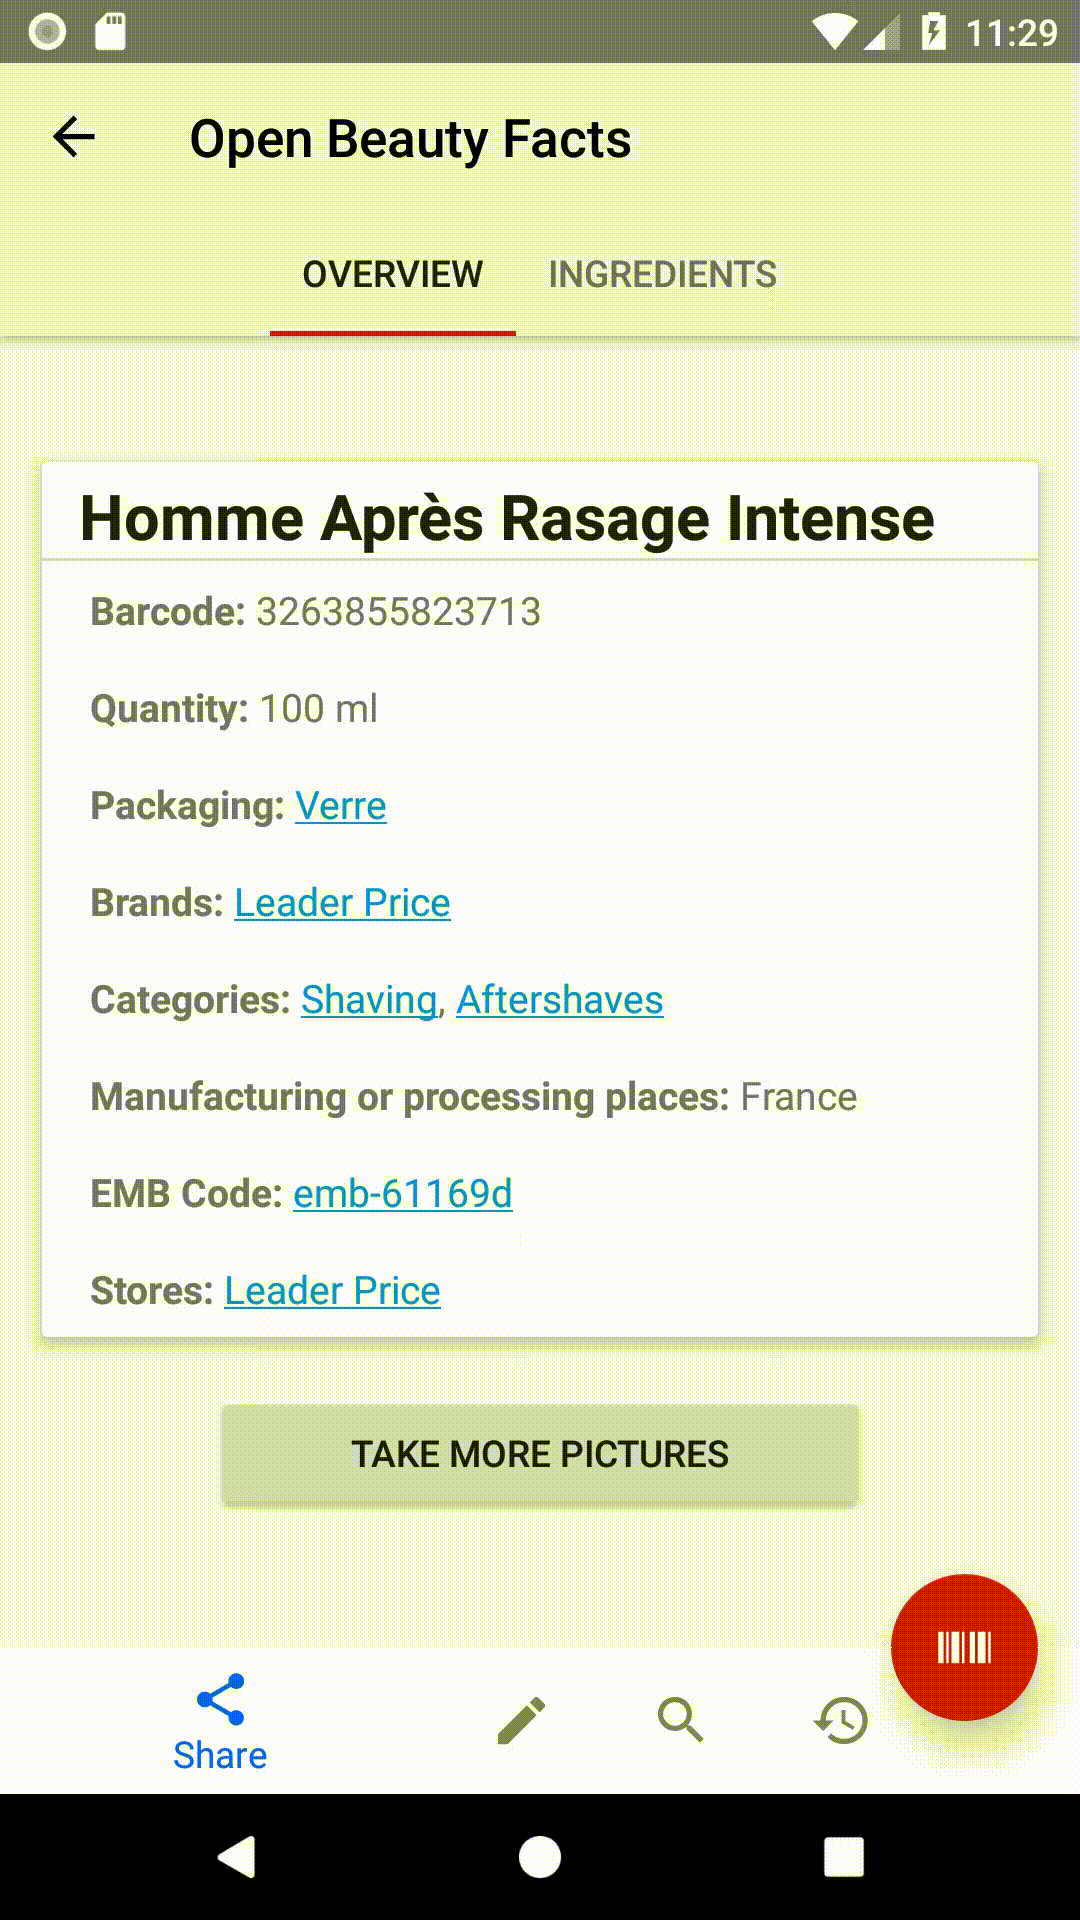 11:29
Open Beauty Facts
OVERVIEW INGREDIENTS
Homme Après Rasage Intense
Barcode: 3263855823713
Quantity: 100 ml
Packaging: Verre
Brands: Leader Price
Categories: Shaving, Aftershaves
Manufacturing or processing places: France
EMB Code: emb-61169d
Stores: Leader Price
TAKE MORE PICTURES
Share